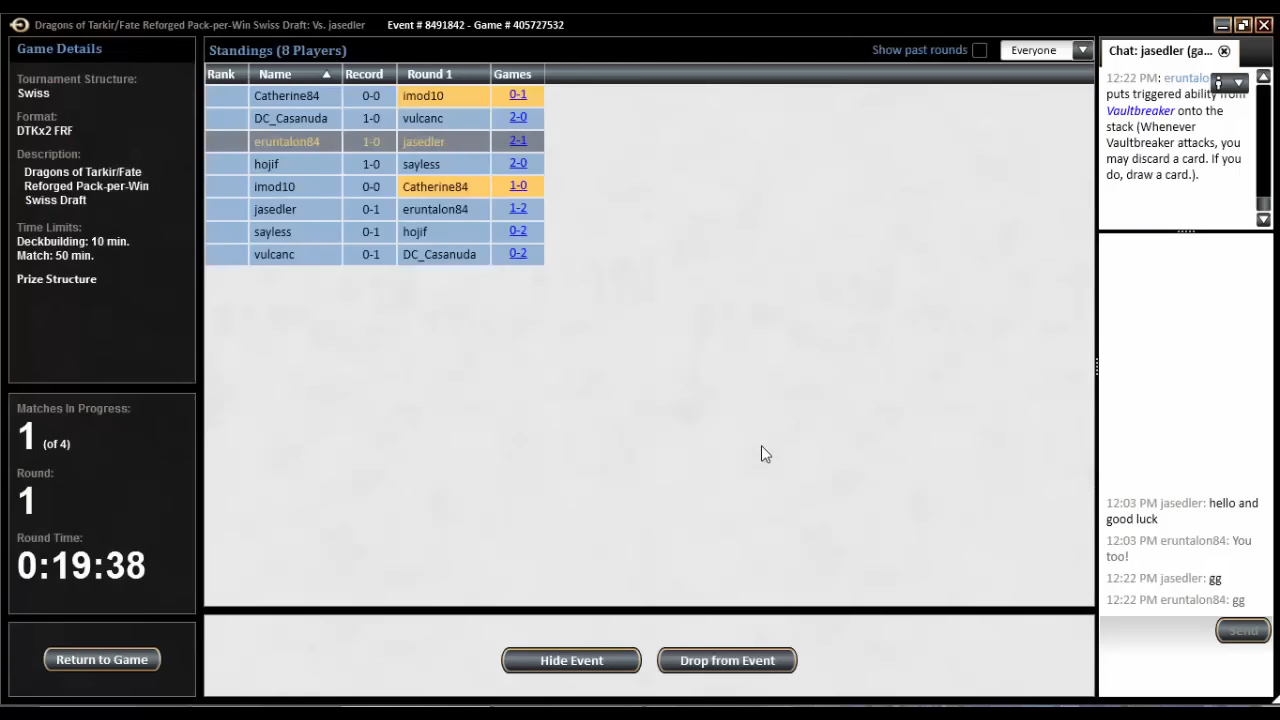 Dragons of Tarkir/Fate Reforged Pack-per-Win Swiss Draft: Vs. jasedler Event # 8491842 - Game # 405727532
Game Details
Tournament Structure:
Swiss
Format:
DTKx2 FRF
Description:
Dragons of Tarkir/Fate
Reforged Pack-per-Win
Swiss Draft
Time Limits:
Deckbuilding: 10 min.
Match: 50 min.
Prize Structure
Matches In Progress:
1 (of 4)
Round:
1
Round Time:
0:19:38
Return to Game
Standings (8 Players) Show past rounds Everyone
Rank Name Record Round 1 Games
Catherine84 0-0 imod10 0-1
DC_Casanuda 1-0 vulcanc 2-0
eruntalon84 1-0 jasedler 2-1
hojif 1-0 sayless 2-0
imod10 0-0 Catherine84 1-0
jasedler 0-1 eruntalon84 1-2
sayless 0-1 hojif 0-2
vulcanc 0-1 DC_Casanuda 0-2
Hide Event Drop from Event
Chat: jasedler (ga...
12:22 PM: eruntalo
puts triggered ability from
Vaultbreaker onto the
stack (Whenever
Vaultbreaker attacks, you
may discard a card. If you
do, draw a card.).
12:03 PM jasedler: hello and
good luck
12:03 PM eruntalon84: You
too!
12:22 PM jasedler: gg
12:22 PM eruntalon84: gg
Send